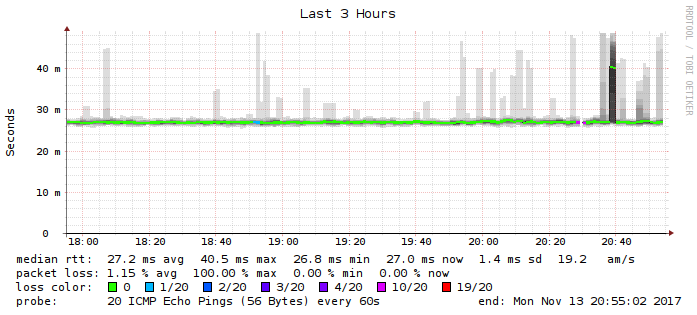 Last 3 Hours
RRDTOOL / TOBI OETIKER
Seconds
40 m
30 m
20 m
10 m
0
18:00 18:20 18:40 19:00 19:20 19:40 20:00 20:20 20:40
median rtt: 27.2 ms avg 40.5 ms max 26.8 ms min 27.0 ms now 1.4 ms sd 19.2 am/s
packet loss: 1.15 % avg 100.00 % max 0.00 % min 0.00 % now
loss color: 0 1/20 2/20 3/20 4/20 10/20 19/20
probe: 20 ICMP Echo Pings (56 Bytes) every 60s end: Mon Nov 13 20:55:02 2017